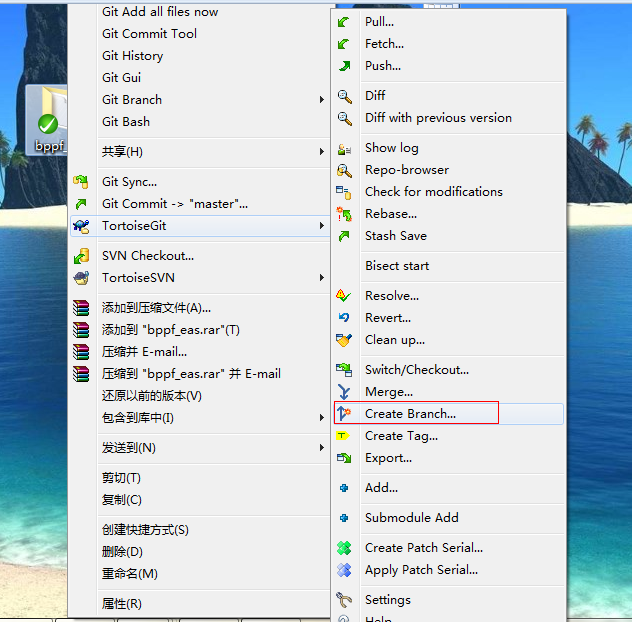 Git Add all files now
Git Commit Tool
Git History
Git Gui
Git Branch
Git Bash
共享(H)
Git Sync...
Git Commit -> "master"...
TortoiseGit
SVN Checkout...
TortoiseSVN
添加到压缩文件(A)...
添加到 "bppf_eas.rar"(T)
压缩并 E-mail...
压缩到 "bppf_eas.rar" 并 E-mail
还原以前的版本(V)
包含到库中(I)
发送到(N)
剪切(T)
复制(C)
创建快捷方式(S)
删除(D)
重命名(M)
属性(R)
bppf_
Pull...
Fetch...
Push...
Diff
Diff with previous version
Show log
Repo-browser
Check for modifications
Rebase...
Stash Save
Bisect start
Resolve...
Revert...
Clean up...
Switch/Checkout...
Merge...
Create Branch...
Create Tag...
Export...
Add...
Submodule Add
Create Patch Serial...
Apply Patch Serial...
Settings
Help